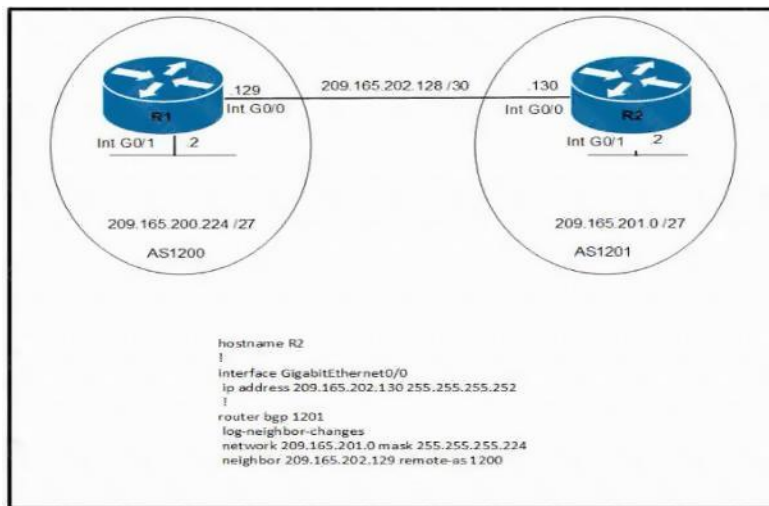 .129
209.165.202.128 /30
.130
Int G0/0
Int G0/0
R1
R2
Int G0/1
.2
Int G0/1
.2
209.165.200.224 /27
209.165.201.0 /27
AS1200
AS1201
hostname R2
!
interface GigabitEthernet0/0
ip address 209.165.202.130 255.255.255.252
!
router bgp 1201
log-neighbor-changes
network 209.165.201.0 mask 255.255.255.224
neighbor 209.165.202.129 remote-as 1200